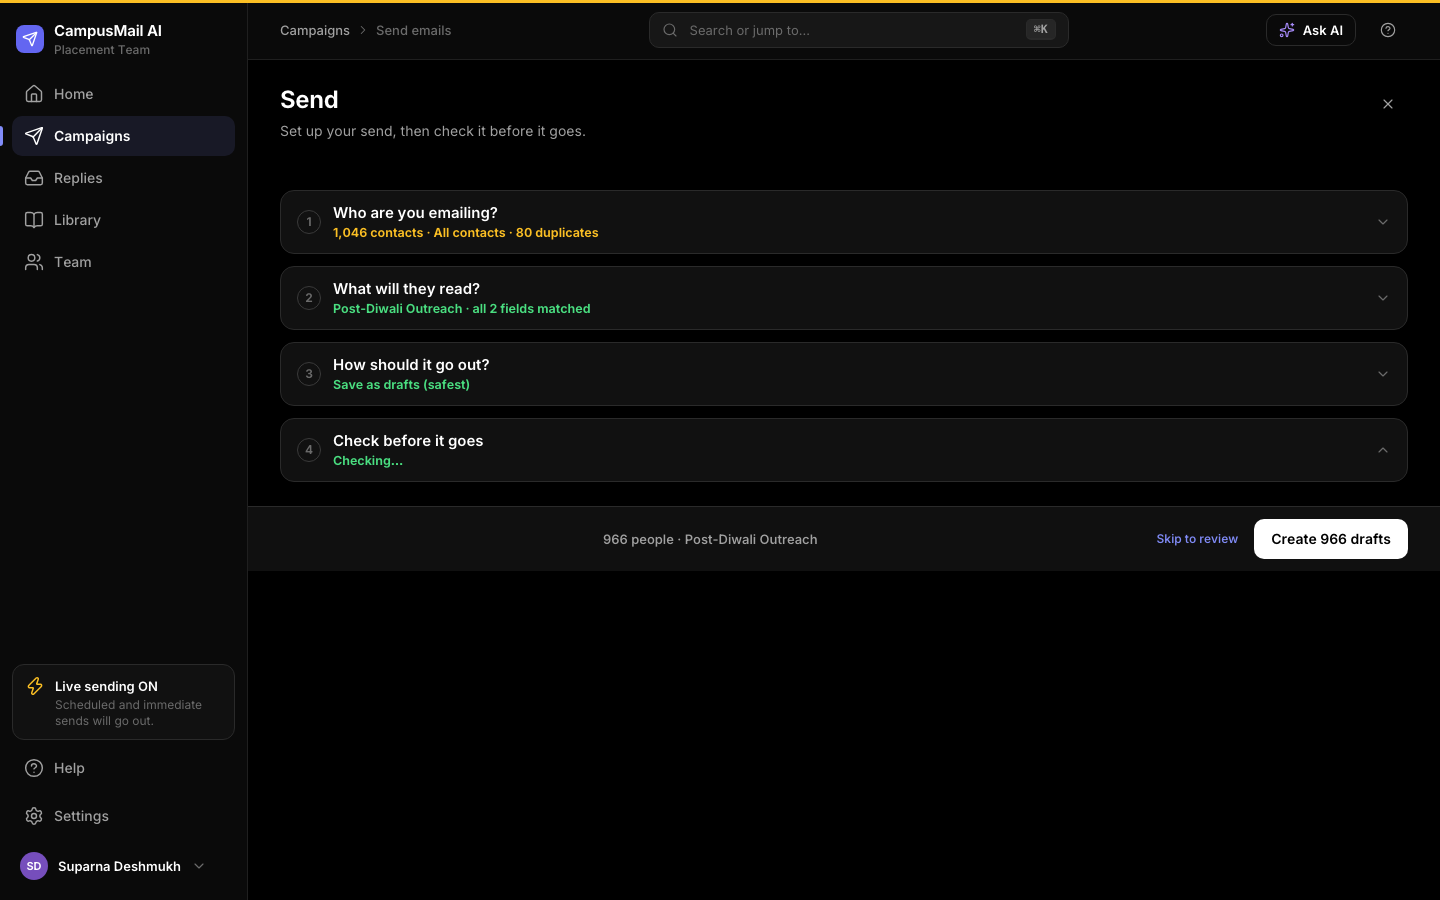 CampusMail AI
Placement Team
Home
Campaigns
Replies
Library
Team
Live sending ON
Scheduled and immediate
sends will go out.
Help
Settings
SD Suparna Deshmukh
Campaigns > Send emails
Search or jump to...
⌘K
Ask AI
Send
Set up your send, then check it before it goes.
1
Who are you emailing?
1,046 contacts · All contacts · 80 duplicates
2
What will they read?
Post-Diwali Outreach · all 2 fields matched
3
How should it go out?
Save as drafts (safest)
4
Check before it goes
Checking...
966 people · Post-Diwali Outreach
Skip to review
Create 966 drafts